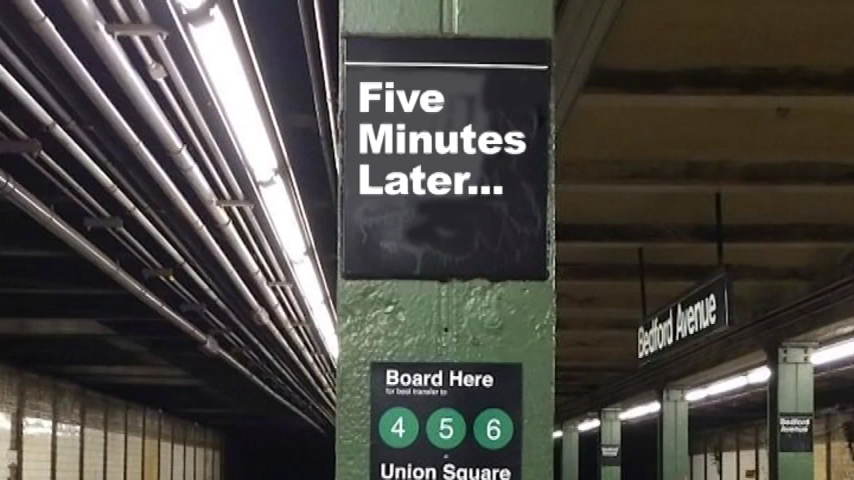 Five
Minutes
Later...
Board Here
for best transfer to
4 5 6
Union Square
Bedford Avenue
Bedford
Avenue